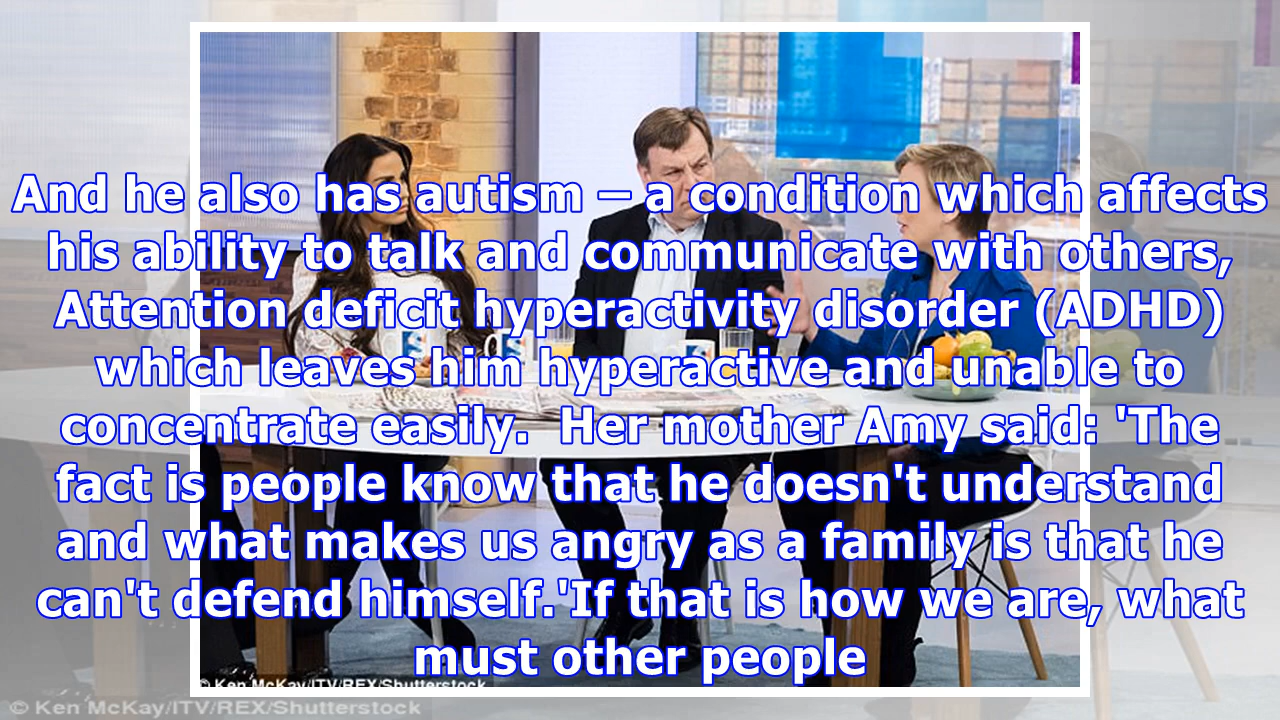 And he also has autism – a condition which affects
his ability to talk and communicate with others,
Attention deficit hyperactivity disorder (ADHD)
which leaves him hyperactive and unable to
concentrate easily.  Her mother Amy said: 'The
fact is people know that he doesn't understand
and what makes us angry as a family is that he
can't defend himself.'If that is how we are, what
must other people
© Ken McKay/ITV/REX/Shutterstock
© Ken McKay/ITV/REX/Shutterstock